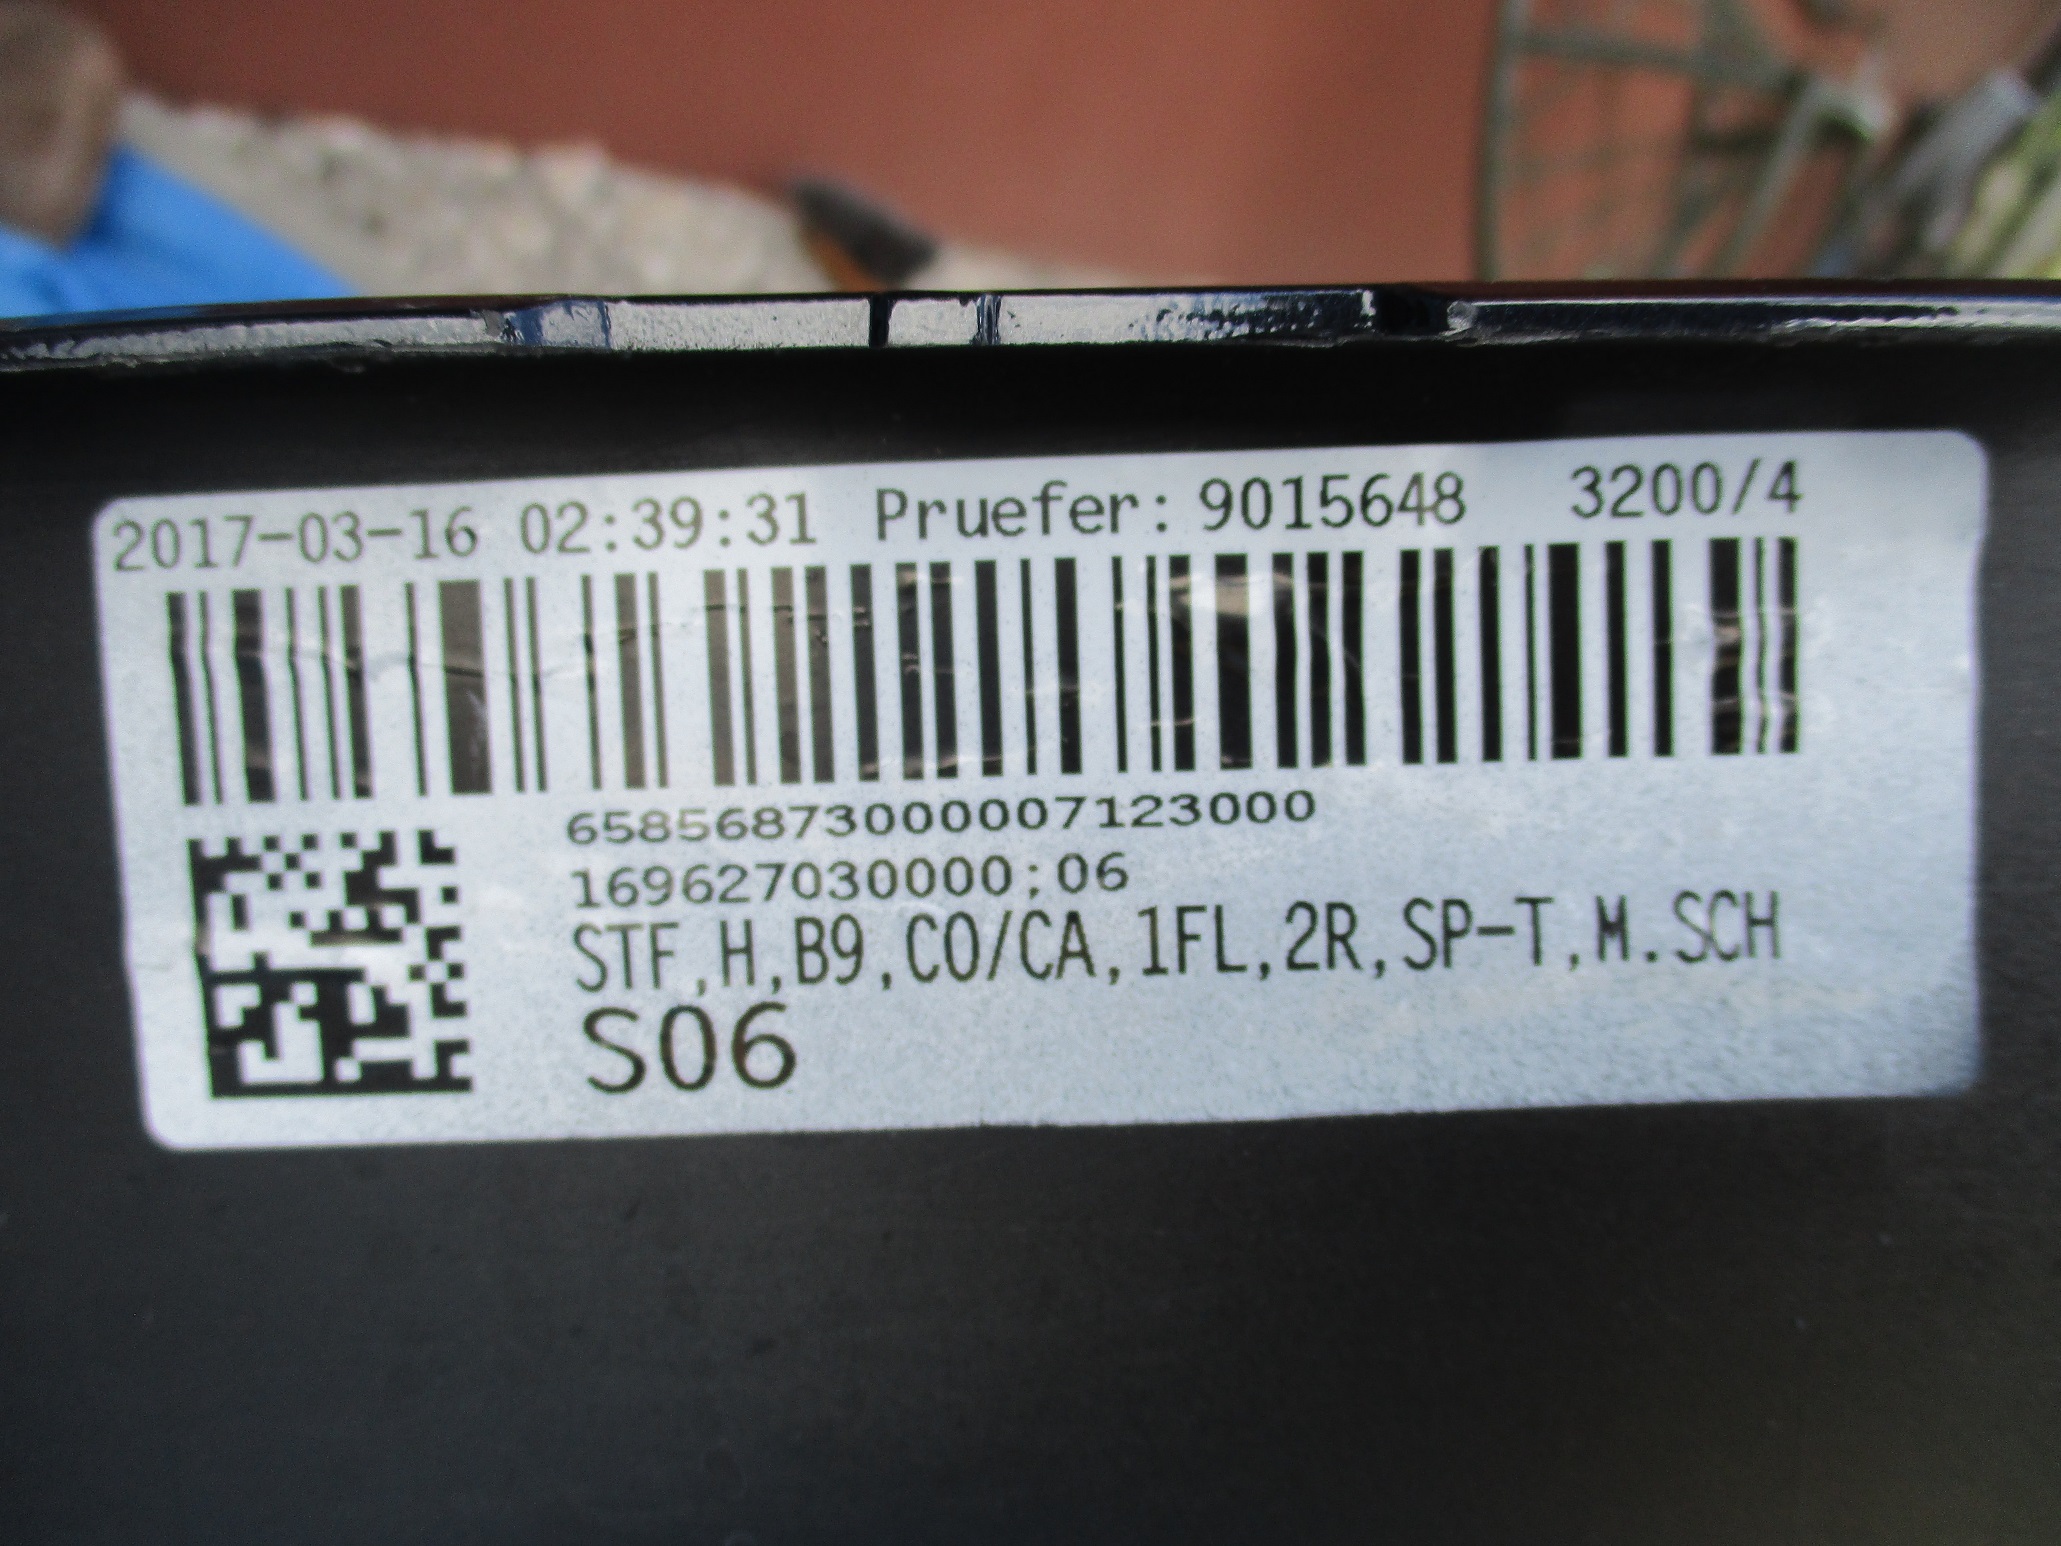 2017-03-16 02:39:31 Pruefer: 9015648 3200/4
65856873000007123000
169627030000;06
STF,H,B9,CO/CA,1FL,2R,SP-T,M.SCH
S06